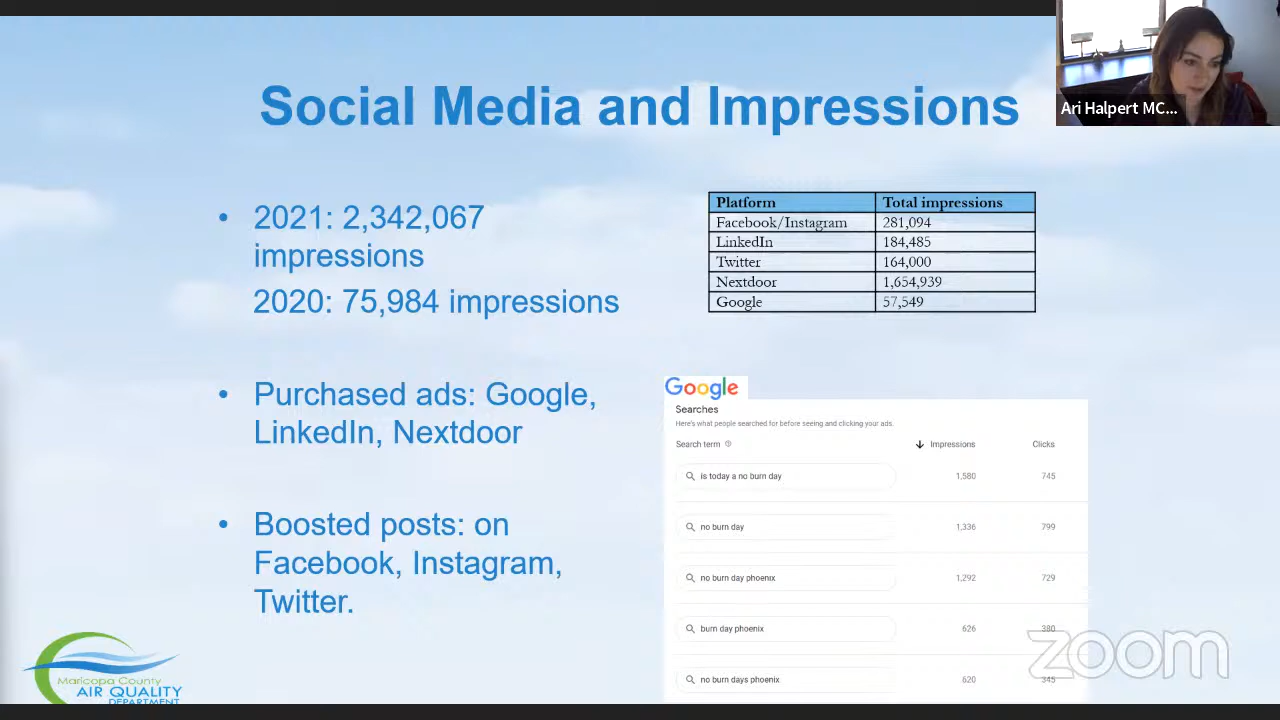 Social Media and Impressions
Ari Halpert MC...
• 2021: 2,342,067
impressions
2020: 75,984 impressions
• Purchased ads: Google,
LinkedIn, Nextdoor
• Boosted posts: on
Facebook, Instagram,
Twitter.
Platform Total impressions
Facebook/Instagram 281,094
LinkedIn 184,485
Twitter 164,000
Nextdoor 1,654,939
Google 57,549
Google
Searches
Here's what people searched for before seeing and clicking your ads.
Search term Impressions Clicks
is today a no burn day 1,580 745
no burn day 1,336 799
no burn day phoenix 1,292 729
burn day phoenix 626 380
no burn days phoenix 620 345
Maricopa County
AIR QUALITY
DEPARTMENT
zoom